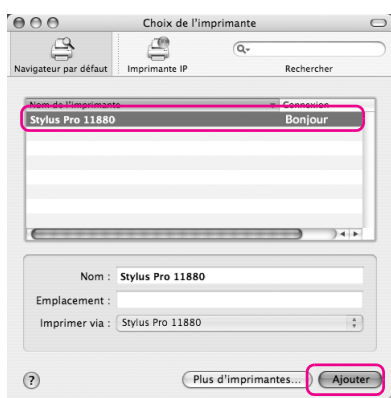 Choix de l'imprimante
Navigateur par défaut Imprimante IP Rechercher
Nom de l'imprimante Connexion
Stylus Pro 11880 Bonjour
Nom : Stylus Pro 11880
Emplacement :
Imprimer via : Stylus Pro 11880
? Plus d'imprimantes... Ajouter